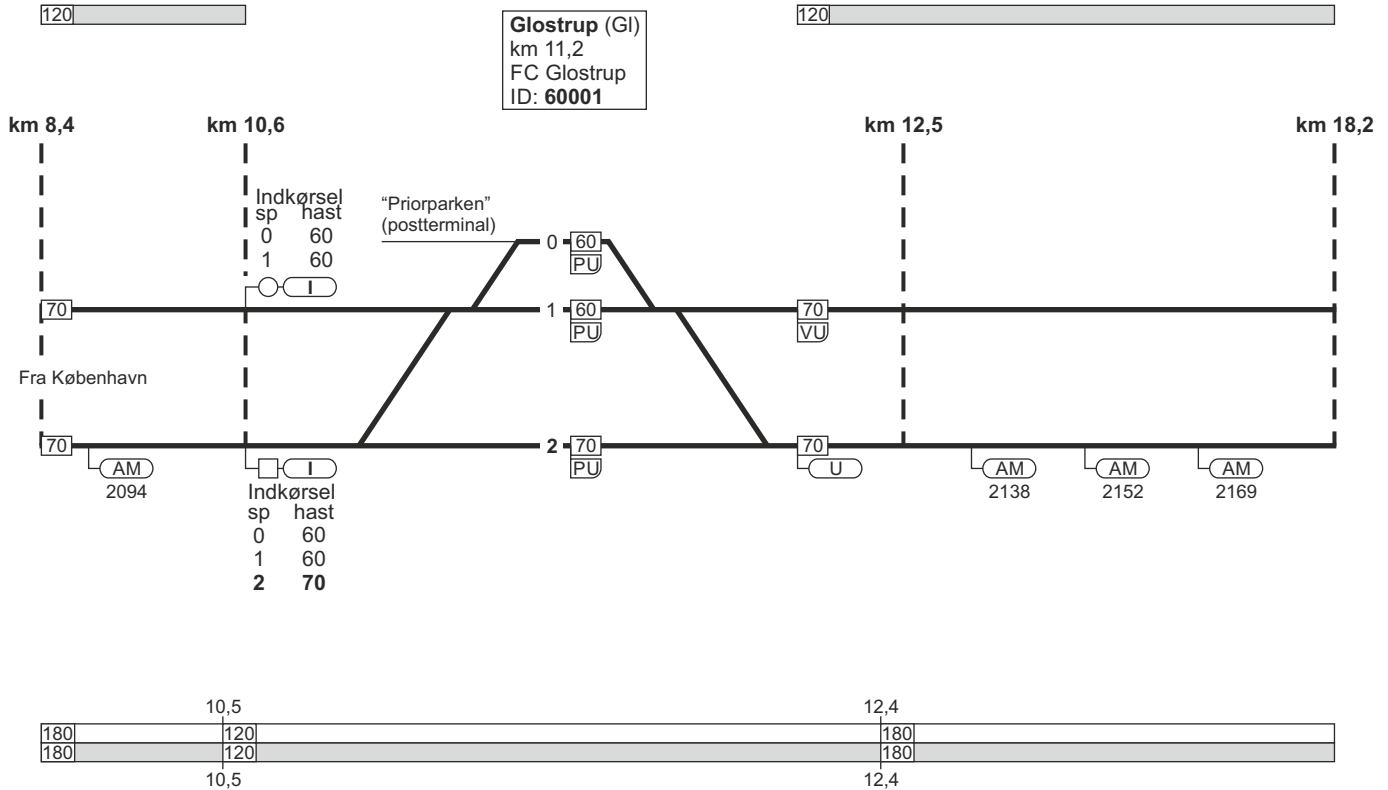 120
120
Glostrup (Gl)
km 11,2
FC Glostrup
ID: 60001
km 8,4
km 10,6
km 12,5
km 18,2
Indkørsel
sp hast
0 60
1 60
I
"Priorparken"
(postterminal)
0 60
PU
70
1 60
PU
70
VU
Fra København
70
2 70
PU
70
AM
2094
I
U
AM
2138
AM
2152
AM
2169
Indkørsel
sp hast
0 60
1 60
2 70
10,5
12,4
180 120 180
180 120 180
10,5
12,4